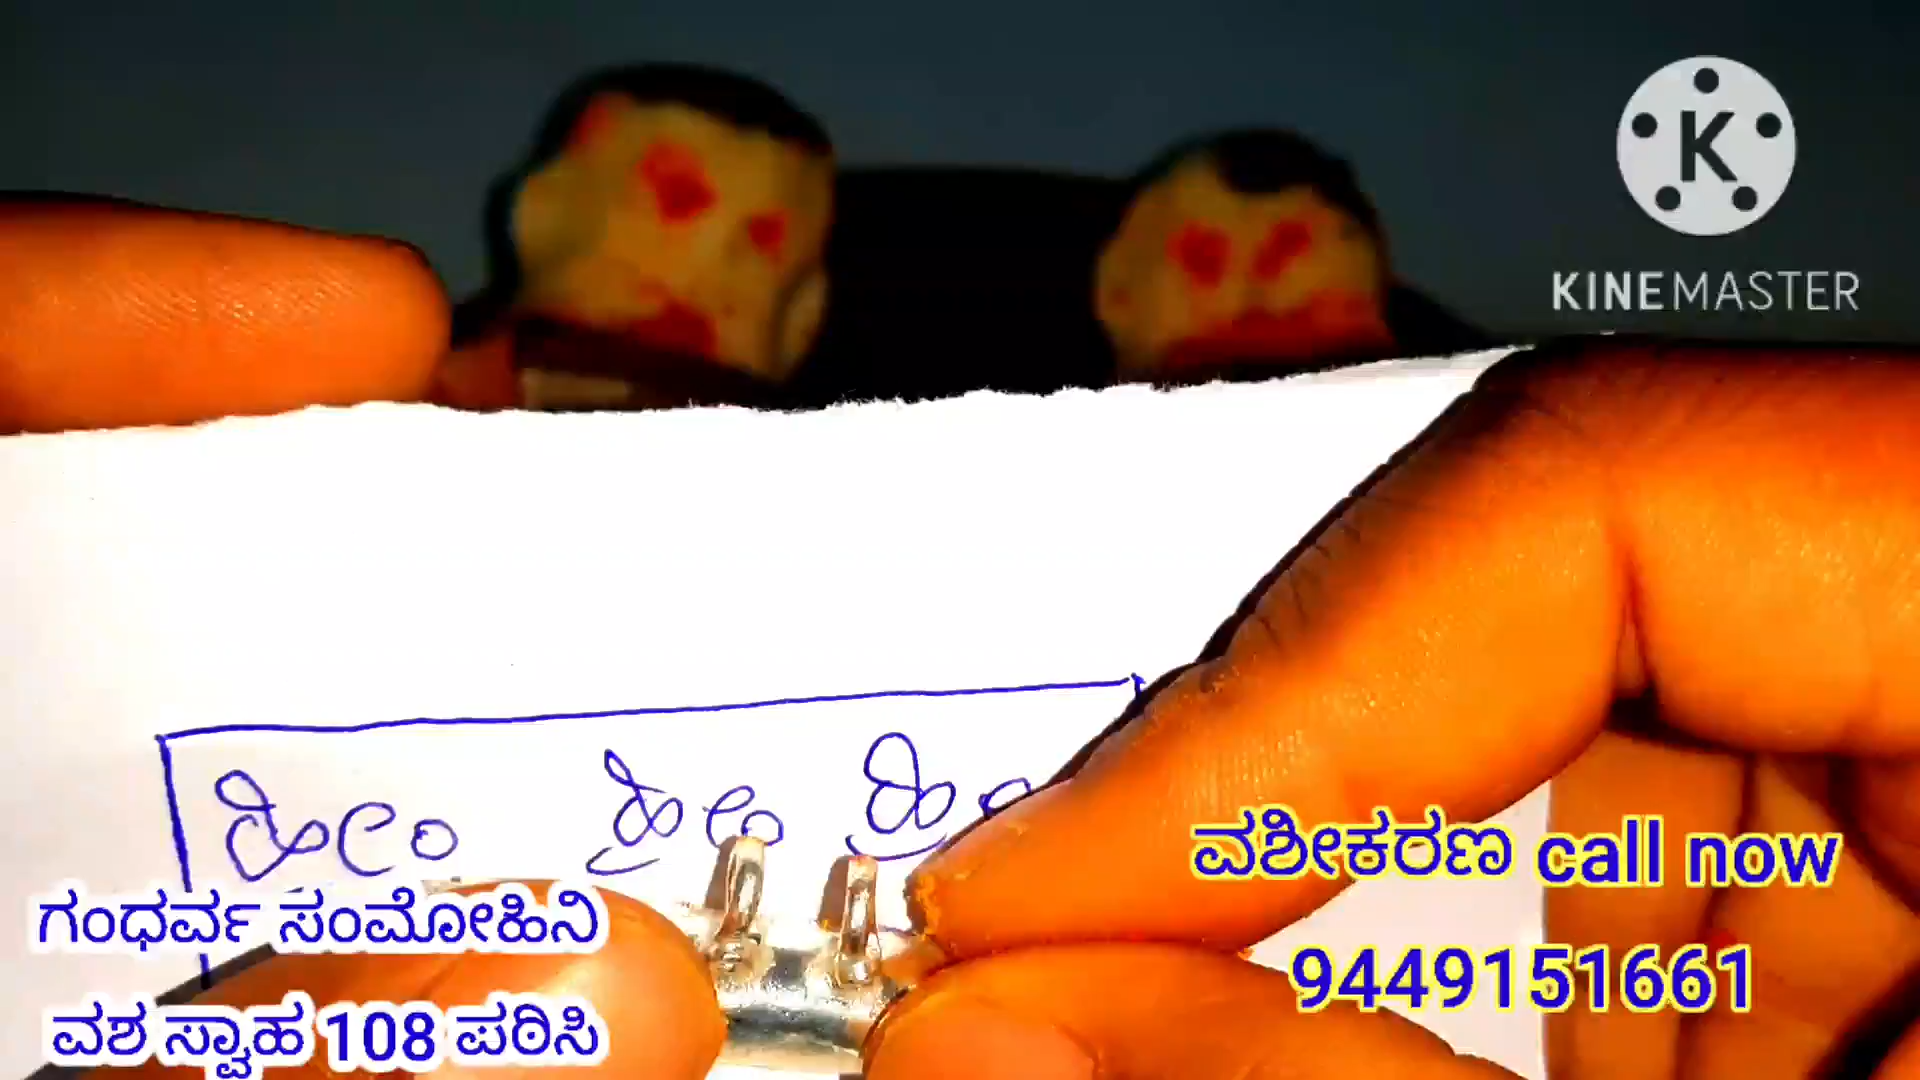 K
KINEMASTER
ಹ್ರೀಂ ಹ್ರೀಂ
ಗಂಧರ್ವ ಸಂಮೋಹಿನಿ
ವಶ ಸ್ವಾಹ 108 ಪಠಿಸಿ
ವಶೀಕರಣ call now
9449151661